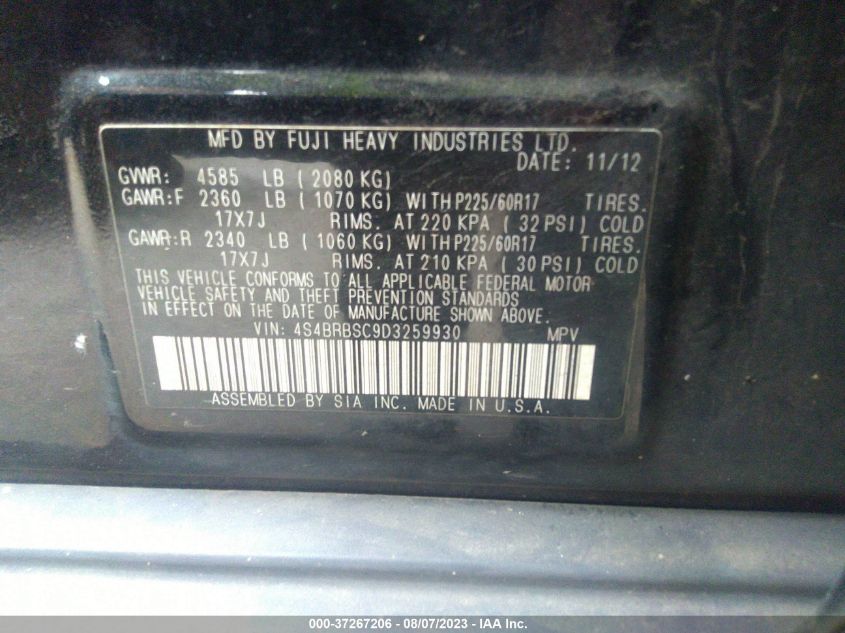 MFD BY FUJI HEAVY INDUSTRIES LTD.
DATE: 11/12
GVWR: 4585 LB ( 2080 KG)
GAWR:F 2360 LB ( 1070 KG) WITH P225/60R17 TIRES.
17X7J RIMS. AT 220 KPA ( 32 PSI) COLD
GAWR:R 2340 LB ( 1060 KG) WITH P225/60R17 TIRES.
17X7J RIMS. AT 210 KPA ( 30 PSI) COLD
THIS VEHICLE CONFORMS TO ALL APPLICABLE FEDERAL MOTOR
VEHICLE SAFETY AND THEFT PREVENTION STANDARDS
IN EFFECT ON THE DATE OF MANUFACTURE SHOWN ABOVE.
VIN: 4S4BRBSC9D3259930 MPV
ASSEMBLED BY SIA INC. MADE IN U.S.A.
000-37267206 - 08/07/2023 - IAA Inc.